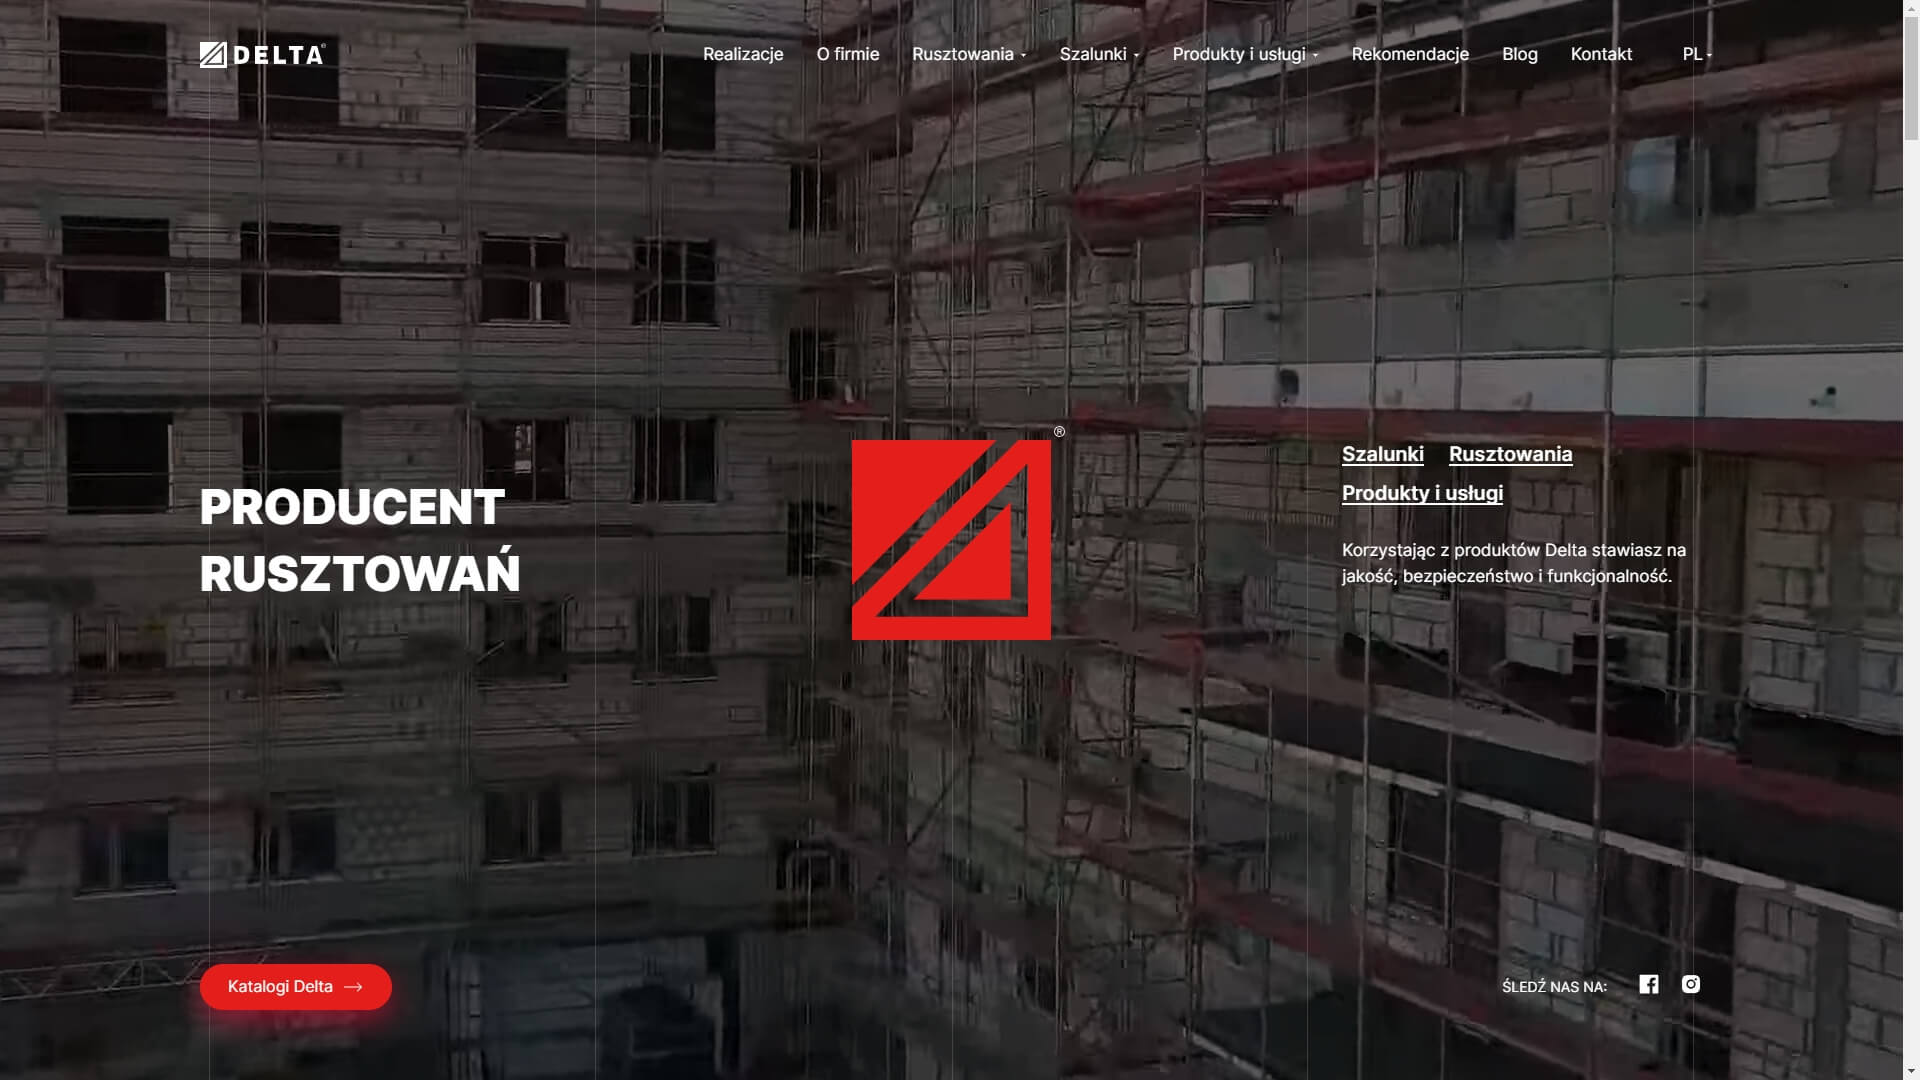 DELTA®
Realizacje
O firmie
Rusztowania
Szalunki
Produkty i usługi
Rekomendacje
Blog
Kontakt
PL
PRODUCENT
RUSZTOWAŃ
®
Szalunki
Rusztowania
Produkty i usługi
Korzystając z produktów Delta stawiasz na
jakość, bezpieczeństwo i funkcjonalność.
Katalogi Delta
ŚLEDŹ NAS NA: